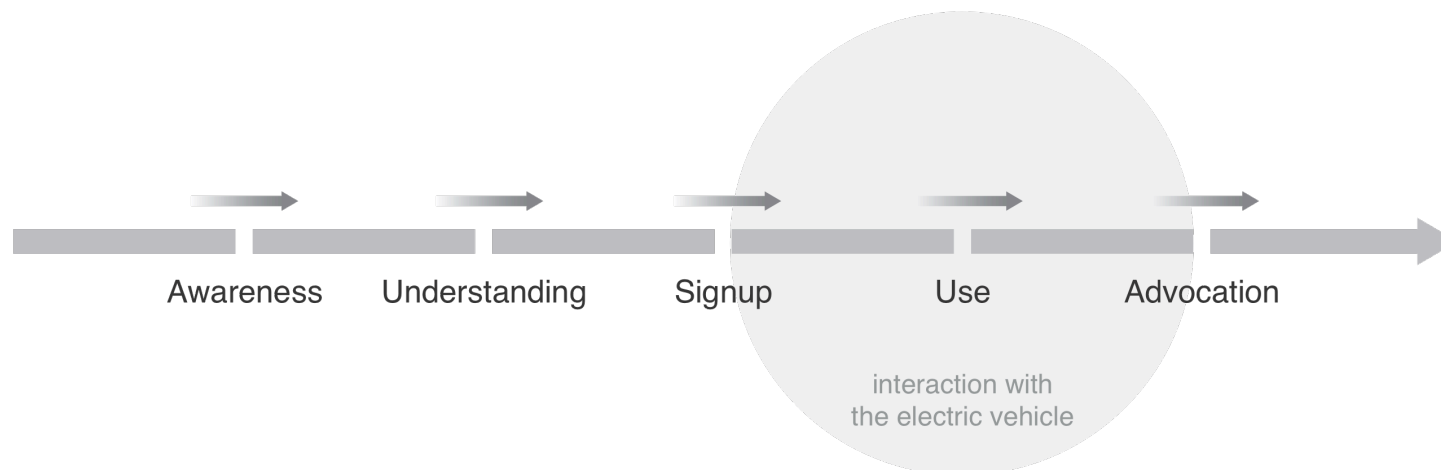 Awareness
Understanding
Signup
Use
Advocation
interaction with
the electric vehicle